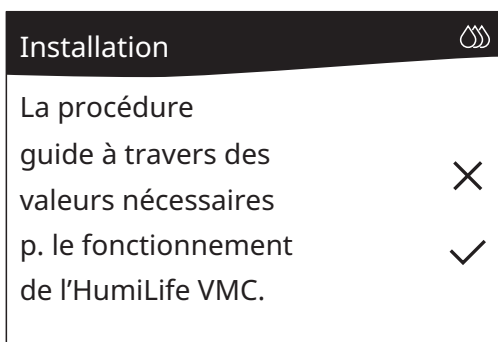 Installation
La procédure
guide à travers des
valeurs nécessaires
p. le fonctionnement
de l'HumiLife VMC.